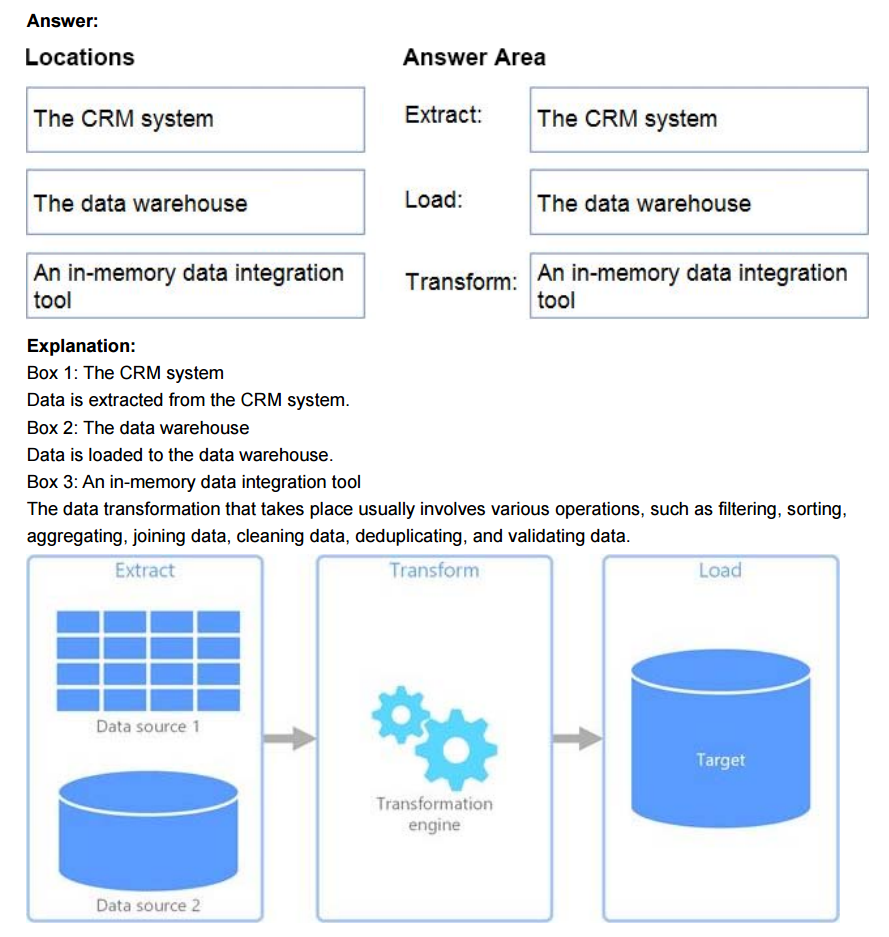 Answer:
Locations
Answer Area
The CRM system
Extract:
The CRM system
The data warehouse
Load:
The data warehouse
An in-memory data integration
tool
Transform:
An in-memory data integration
tool
Explanation:
Box 1: The CRM system
Data is extracted from the CRM system.
Box 2: The data warehouse
Data is loaded to the data warehouse.
Box 3: An in-memory data integration tool
The data transformation that takes place usually involves various operations, such as filtering, sorting,
aggregating, joining data, cleaning data, deduplicating, and validating data.
Extract
Data source 1
Data source 2
Transform
Transformation
engine
Load
Target